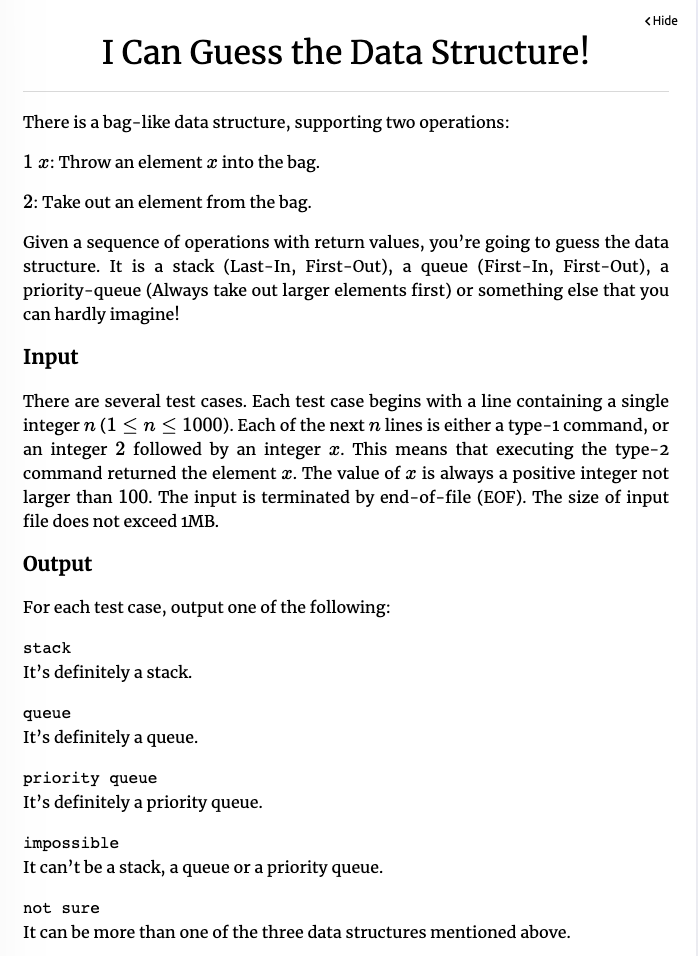 <Hide
I Can Guess the Data Structure!
There is a bag-like data structure, supporting two operations:
1 x: Throw an element x into the bag.
2: Take out an element from the bag.
Given a sequence of operations with return values, you’re going to guess the data
structure. It is a stack (Last-In, First-Out), a queue (First-In, First-Out), a
priority-queue (Always take out larger elements first) or something else that you
can hardly imagine!
Input
There are several test cases. Each test case begins with a line containing a single
integer n (1 ≤ n ≤ 1000). Each of the next n lines is either a type-1 command, or
an integer 2 followed by an integer x. This means that executing the type-2
command returned the element x. The value of x is always a positive integer not
larger than 100. The input is terminated by end-of-file (EOF). The size of input
file does not exceed 1MB.
Output
For each test case, output one of the following:
stack
It’s definitely a stack.
queue
It’s definitely a queue.
priority queue
It’s definitely a priority queue.
impossible
It can’t be a stack, a queue or a priority queue.
not sure
It can be more than one of the three data structures mentioned above.